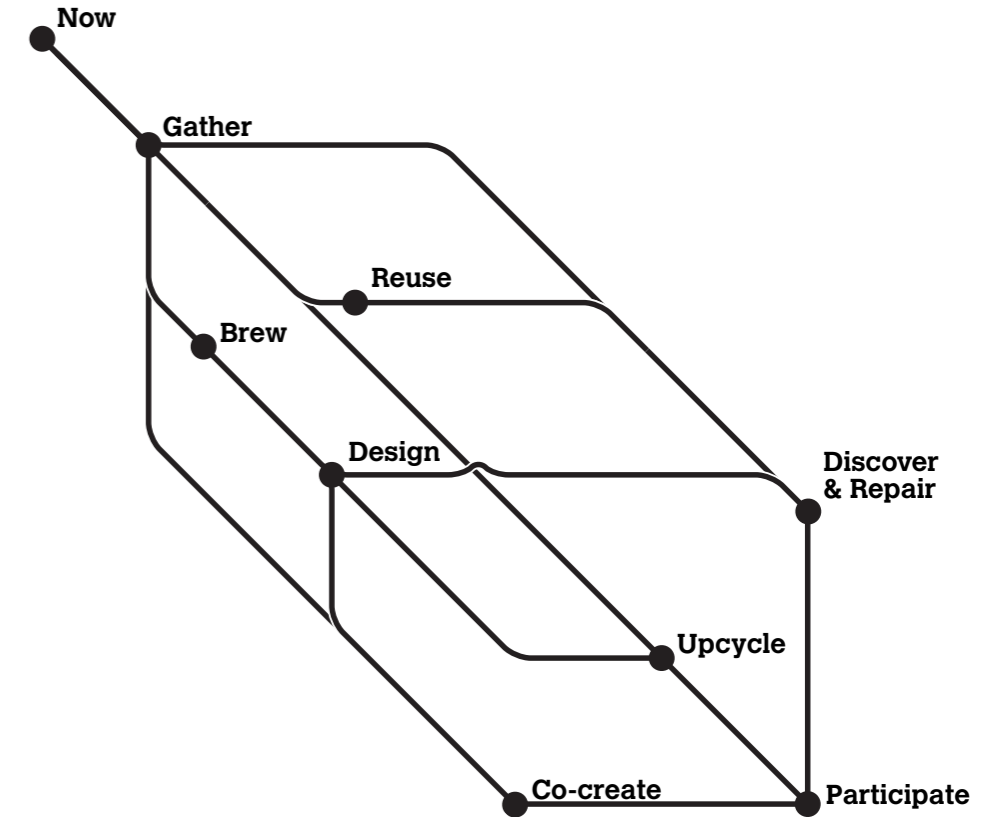 Now
Gather
Reuse
Brew
Design
Discover
& Repair
Upcycle
Co-create
Participate